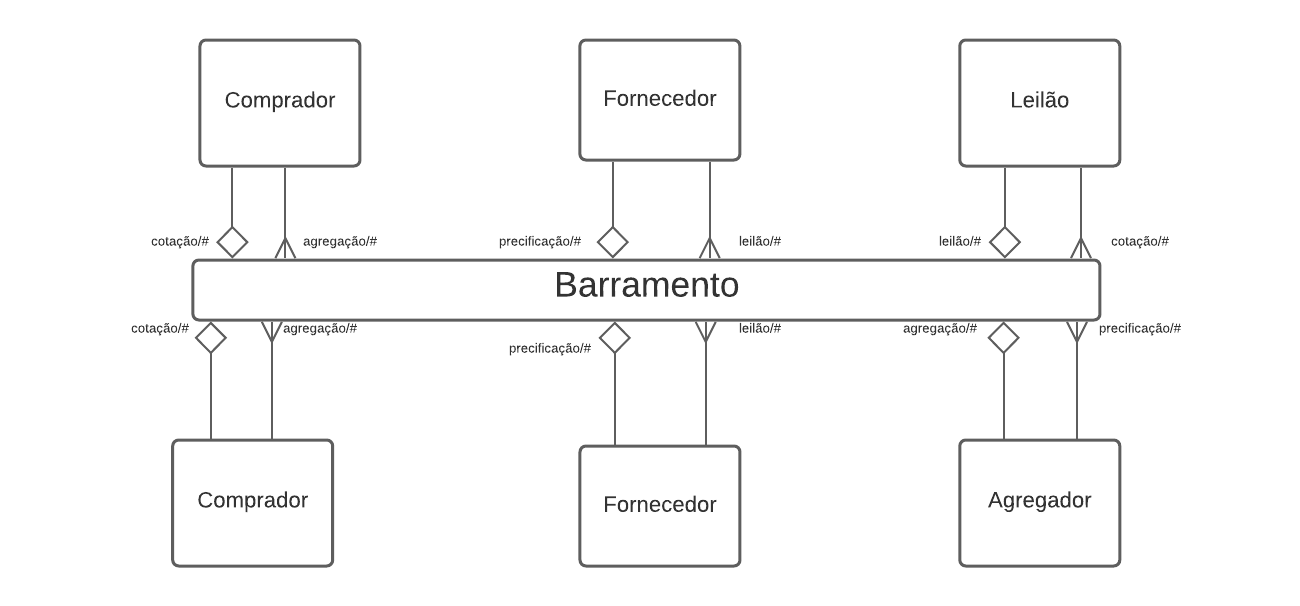 Comprador
Fornecedor
Leilão
cotação/#
agregação/#
precificação/#
leilão/#
leilão/#
cotação/#
Barramento
cotação/#
agregação/#
precificação/#
leilão/#
agregação/#
precificação/#
Comprador
Fornecedor
Agregador